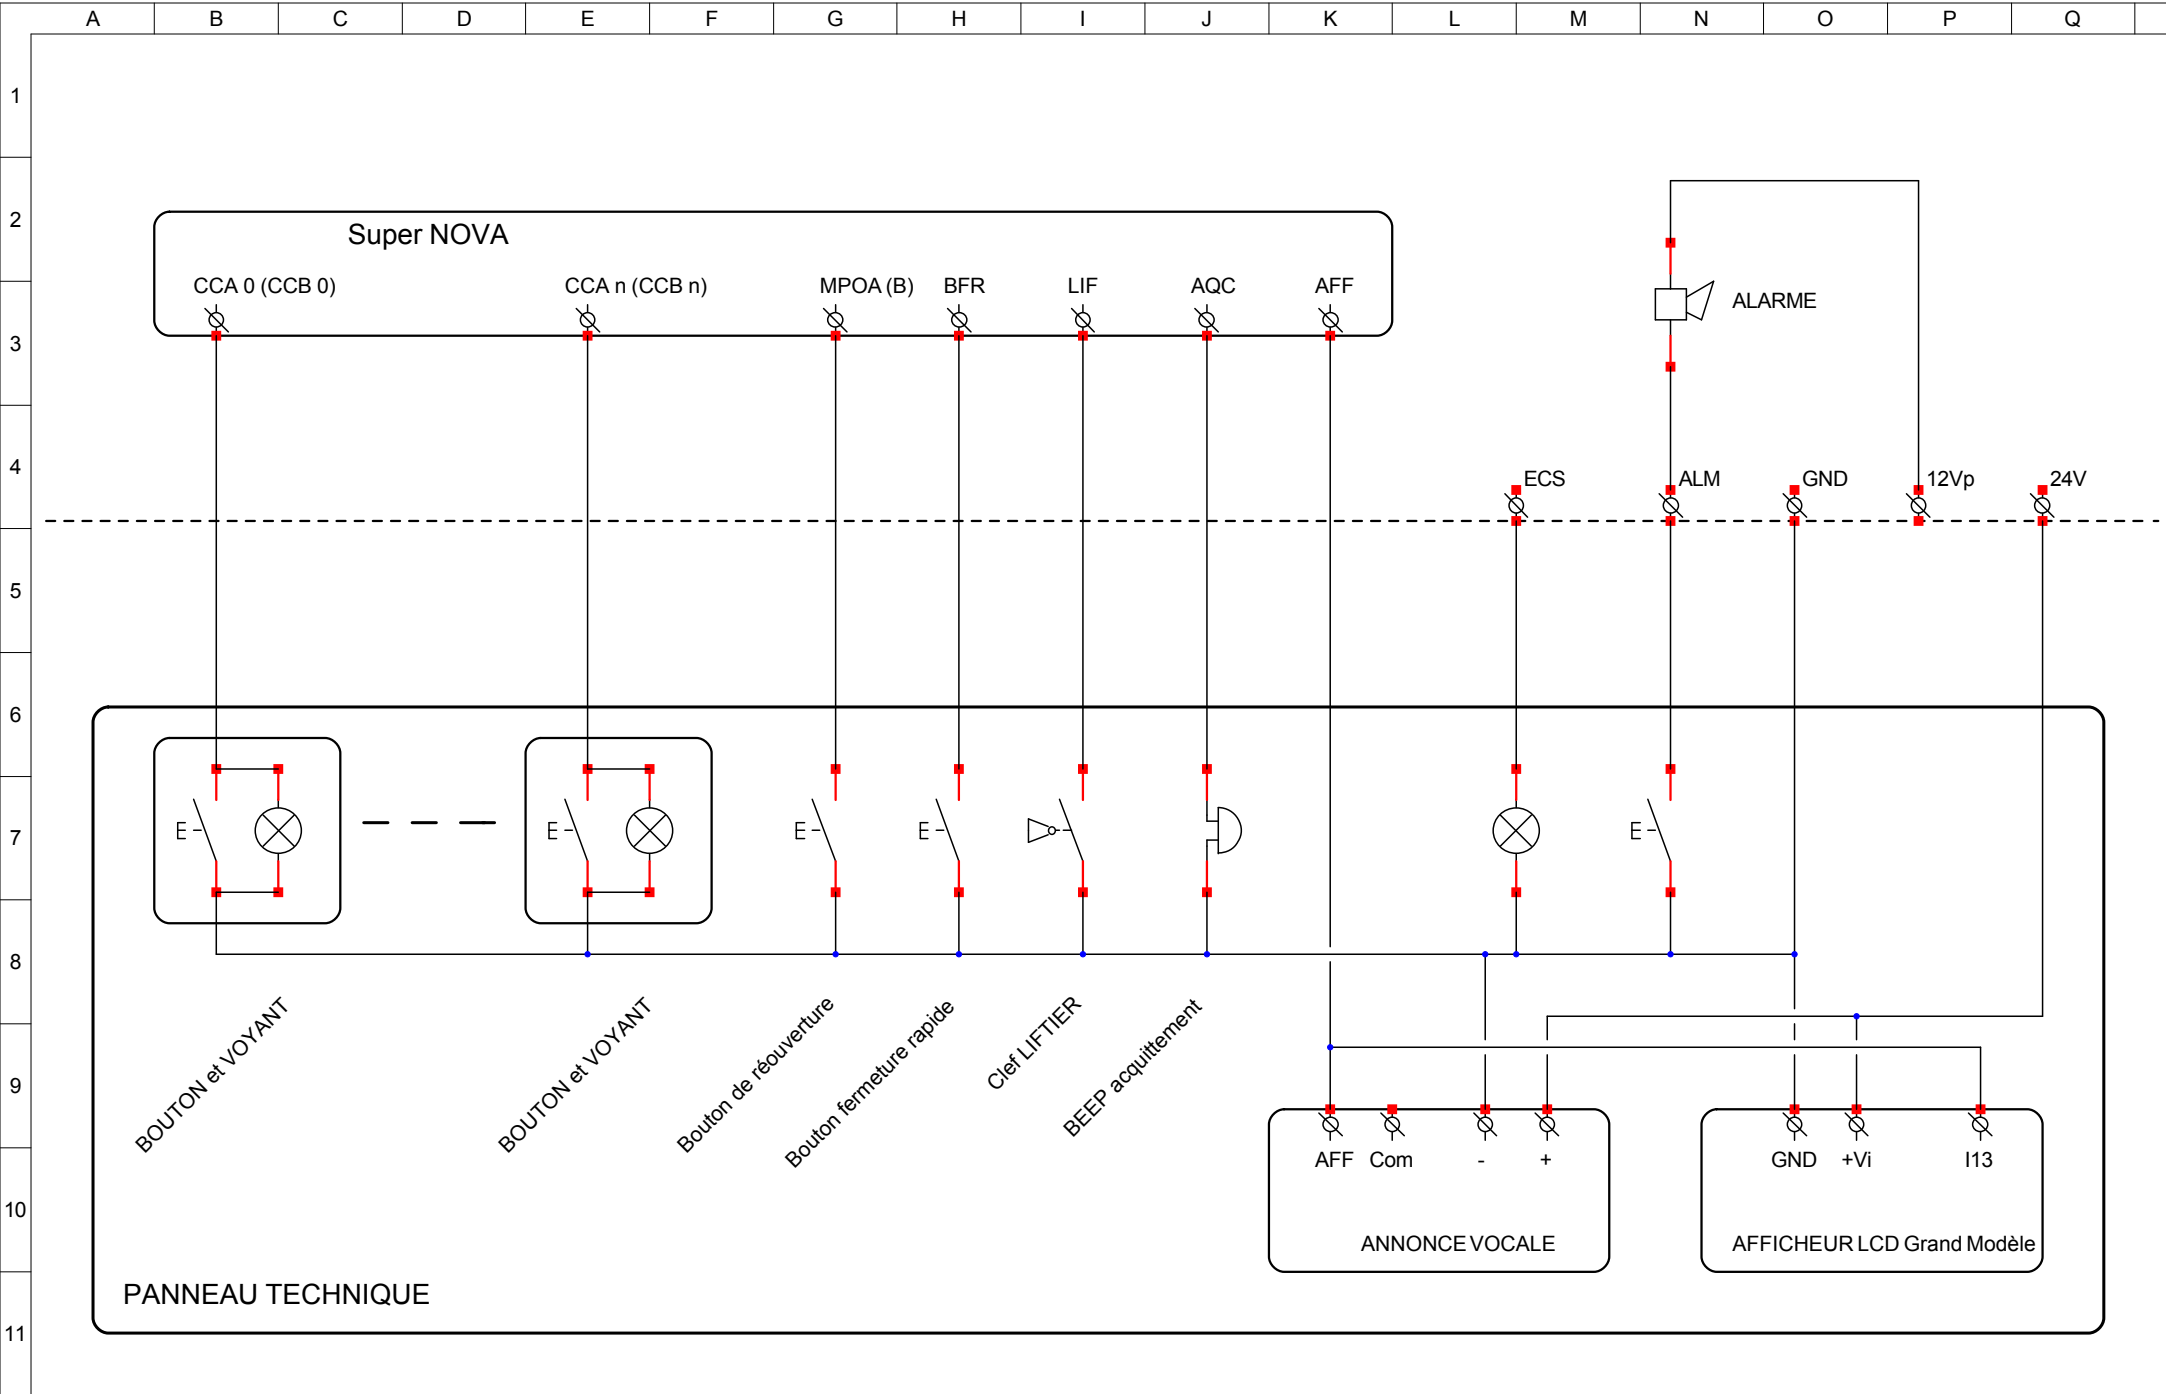 A B C D E F G H I J K L M N O P Q
1
2
Super NOVA
CCA 0 (CCB 0) CCA n (CCB n) MPOA (B) BFR LIF AQC AFF
ALARME
3
4
ECS ALM GND 12Vp 24V
5
6
E E E E E
7
8
BOUTON et VOYANT
BOUTON et VOYANT
Bouton de réouverture
Bouton fermeture rapide
Clef LIFTIER
BEEP acquittement
9
AFF Com - + GND +Vi I13
10
ANNONCE VOCALE AFFICHEUR LCD Grand Modèle
PANNEAU TECHNIQUE
11